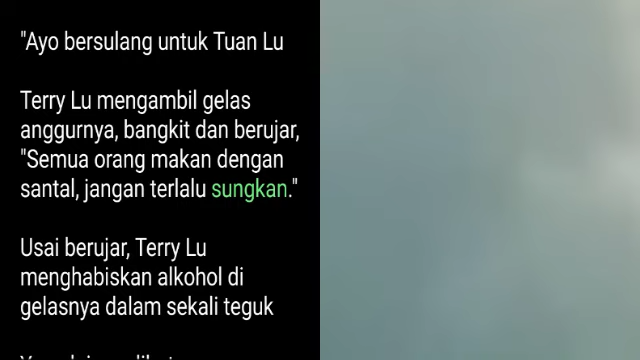 "Ayo bersulang untuk Tuan Lu
Terry Lu mengambil gelas
anggurnya, bangkit dan berujar,
"Semua orang makan dengan
santal, jangan terlalu sungkan."
Usai berujar, Terry Lu
menghabiskan alkohol di
gelasnya dalam sekali teguk